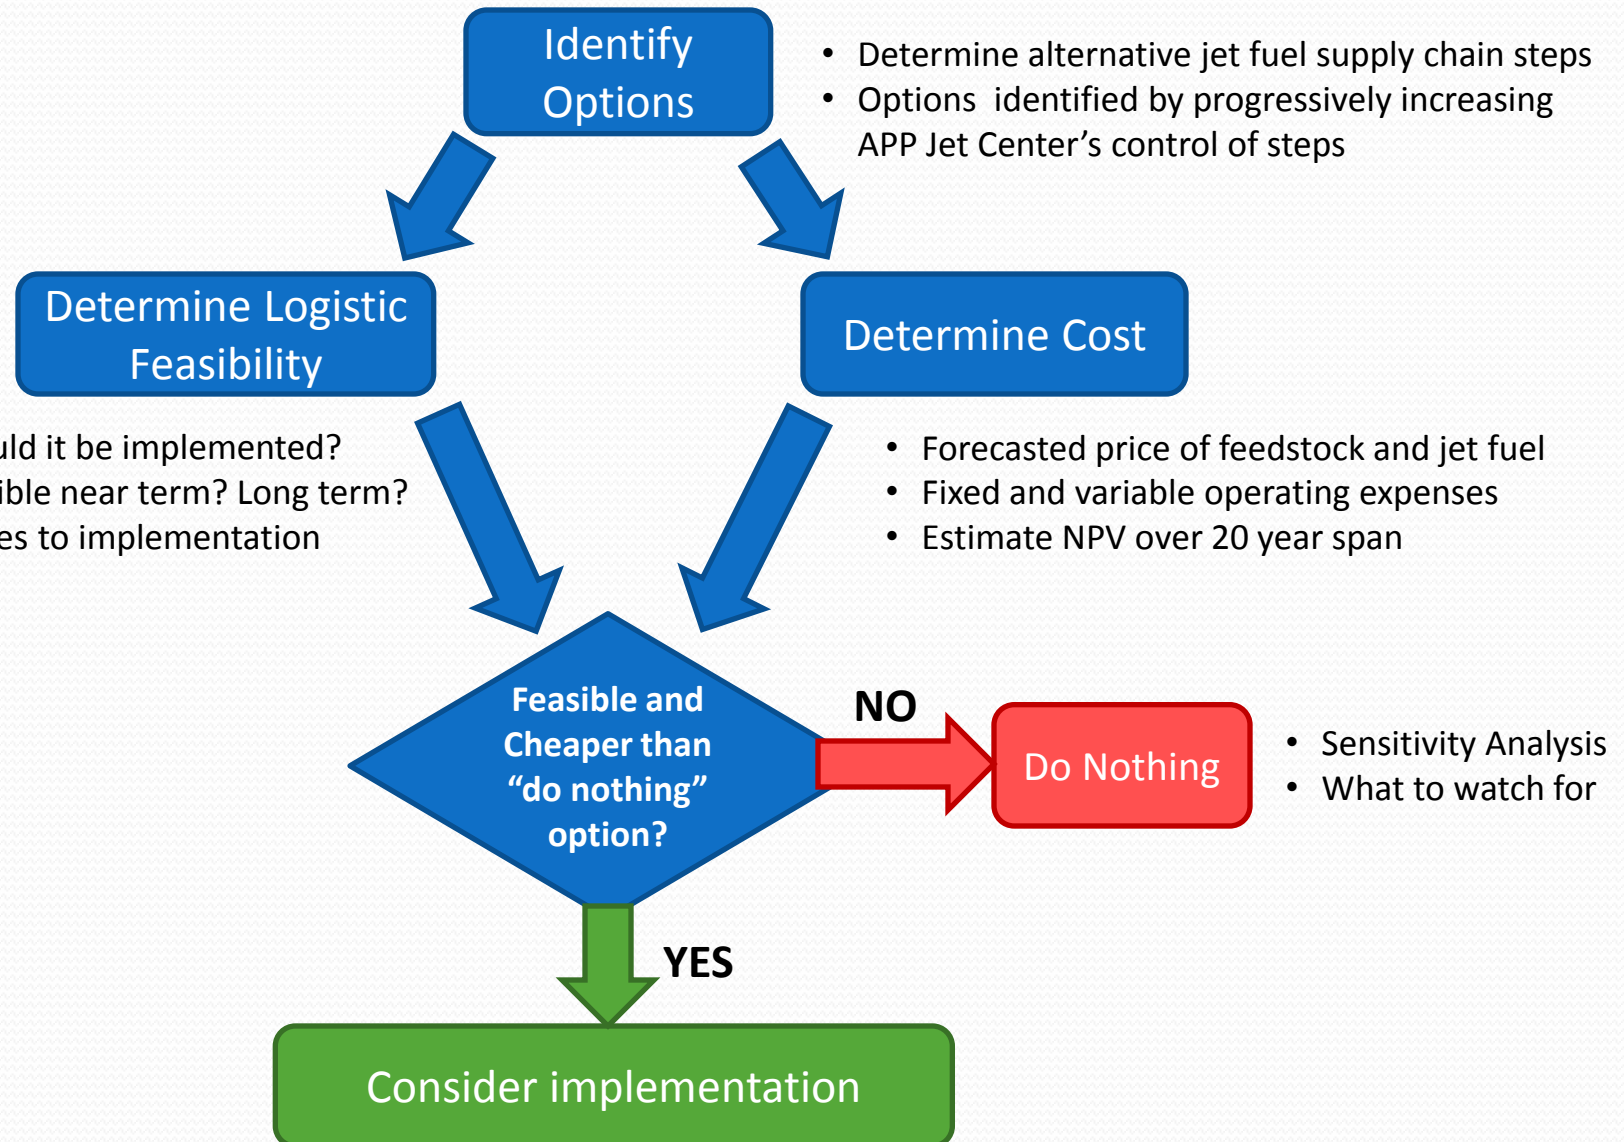 Identify
Options
• Determine alternative jet fuel supply chain steps
• Options identified by progressively increasing
APP Jet Center’s control of steps
Determine Logistic
Feasibility
Determine Cost
it be implemented?
near term? Long term?
to implementation
• Forecasted price of feedstock and jet fuel
• Fixed and variable operating expenses
• Estimate NPV over 20 year span
Feasible and
Cheaper than
“do nothing”
option?
NO
Do Nothing
• Sensitivity Analysis
• What to watch for
YES
Consider implementation